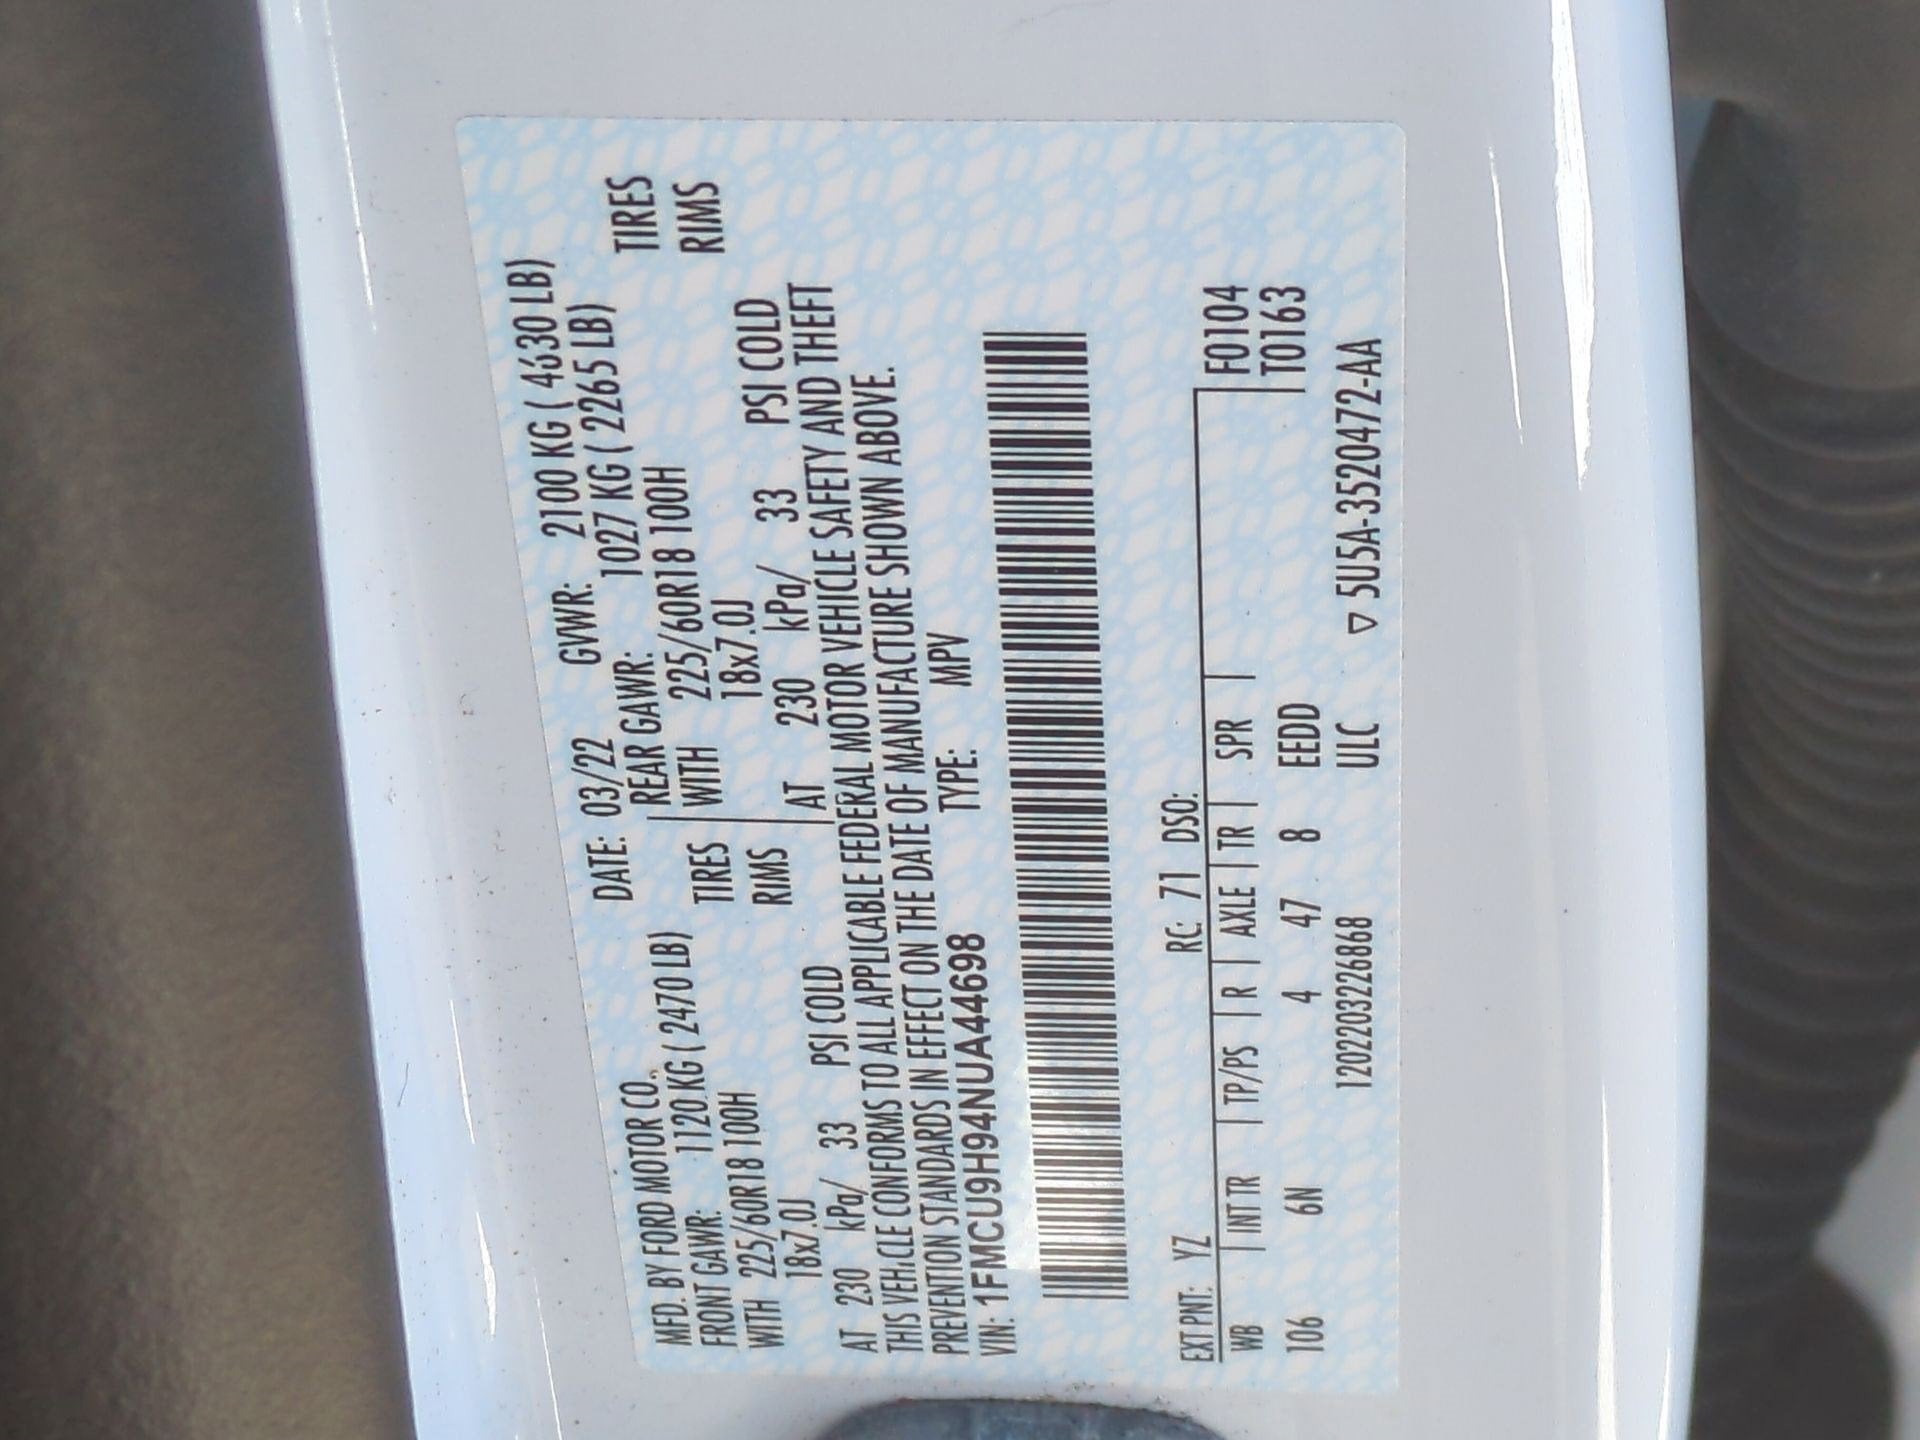 MFD. BY FORD MOTOR CO. DATE: 03/22 GVWR: 2100 KG ( 4630 LB)
FRONT GAWR: 1120 KG ( 2470 LB) REAR GAWR: 1027 KG ( 2265 LB)
WITH 225/60R18 100H TIRES WITH 225/60R18 100H TIRES
18x7.0J RIMS 18x7.0J RIMS
AT 230 kPa/ 33 PSI COLD AT 230 kPa/ 33 PSI COLD
THIS VEHICLE CONFORMS TO ALL APPLICABLE FEDERAL MOTOR VEHICLE SAFETY AND THEFT
PREVENTION STANDARDS IN EFFECT ON THE DATE OF MANUFACTURE SHOWN ABOVE.
VIN: 1FMCU9H94NUA44698 TYPE: MPV
EXT PNT: YZ RC: 71 DSO:
WB | INT TR | TP/PS | R | AXLE | TR | SPR | F0104
106 6N 4 47 8 EEDD T0163
1202203226868 ULC ▽ 5U5A-3520472-AA